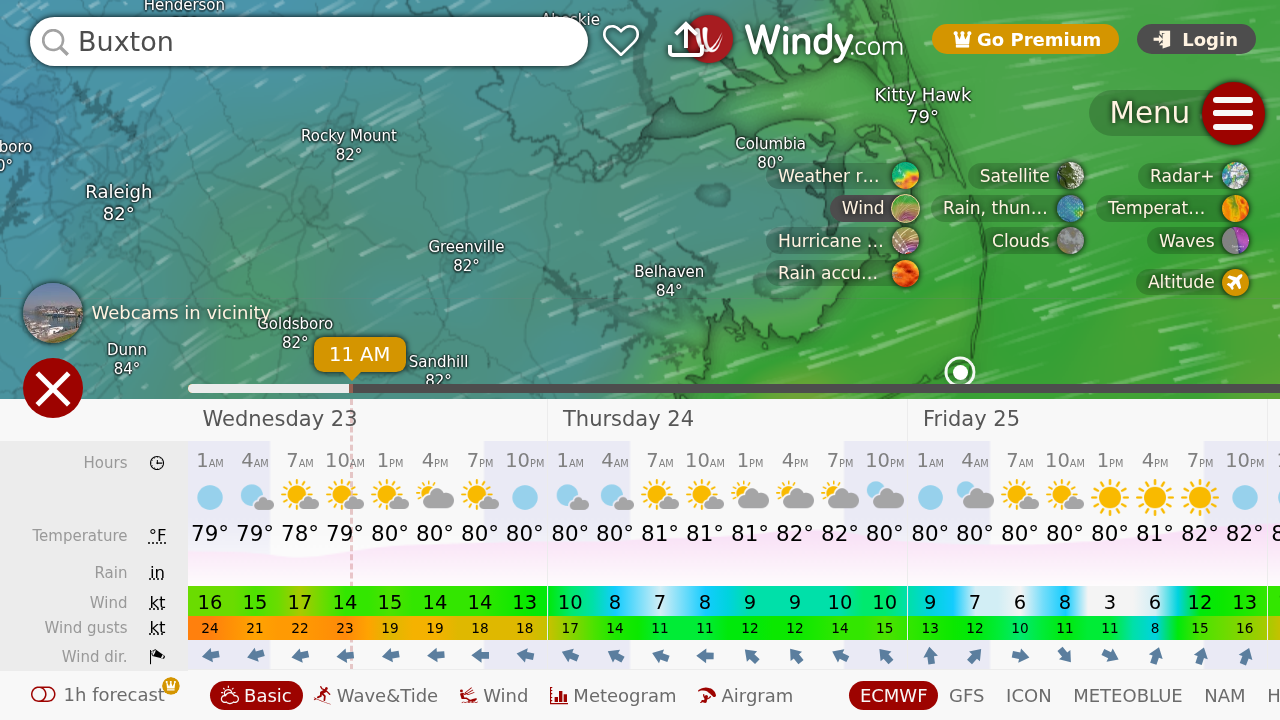 Henderson
Buxton
Windy.com
Go Premium
Login
Kitty Hawk
79°
Menu
Rocky Mount
82°
Columbia
80°
Weather r...
Satellite
Radar+
Raleigh
82°
Wind
Rain, thun...
Temperat...
Hurricane ...
Clouds
Waves
Greenville
82°
Belhaven
84°
Rain accu...
Altitude
Webcams in vicinity
Goldsboro
82°
Dunn
84°
11 AM
Sandhill
82°
Wednesday 23 Thursday 24 Friday 25
Hours 1AM 4AM 7AM 10AM 1PM 4PM 7PM 10PM 1AM 4AM 7AM 10AM 1PM 4PM 7PM 10PM 1AM 4AM 7AM 10AM 1PM 4PM 7PM 10PM
Temperature °F 79° 79° 78° 79° 80° 80° 80° 80° 80° 80° 81° 81° 81° 82° 82° 80° 80° 80° 80° 80° 80° 81° 82° 82°
Rain in
Wind kt 16 15 17 14 15 14 14 13 10 8 7 8 9 9 10 10 9 7 6 8 3 6 12 13
Wind gusts kt 24 21 22 23 19 19 18 18 17 14 11 11 12 12 14 15 13 12 10 11 11 8 15 16
Wind dir.
1h forecast Basic Wave&Tide Wind Meteogram Airgram ECMWF GFS ICON METEOBLUE NAM